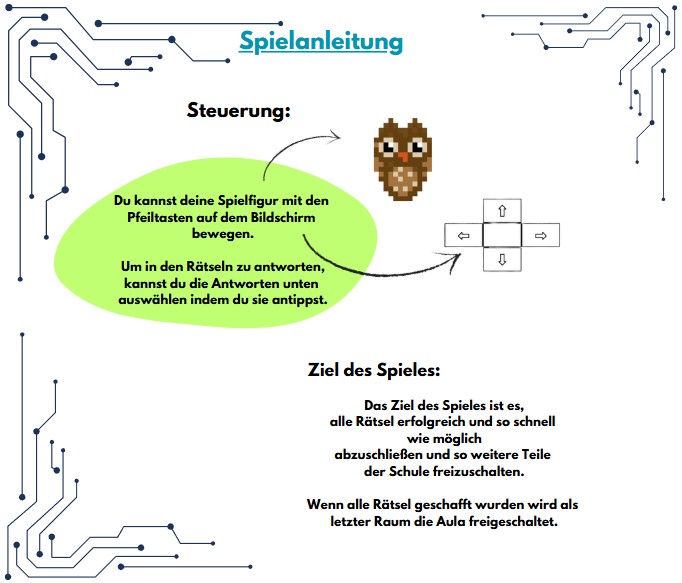 Spielanleitung
Steuerung:
Du kannst deine Spielfigur mit den
Pfeiltasten auf dem Bildschirm
bewegen.
Um in den Rätseln zu antworten,
kannst du die Antworten unten
auswählen indem du sie antippst.
Ziel des Spieles:
Das Ziel des Spieles ist es,
alle Rätsel erfolgreich und so schnell
wie möglich
abzuschließen und so weitere Teile
der Schule freizuschalten.
Wenn alle Rätsel geschafft wurden wird als
letzter Raum die Aula freigeschaltet.